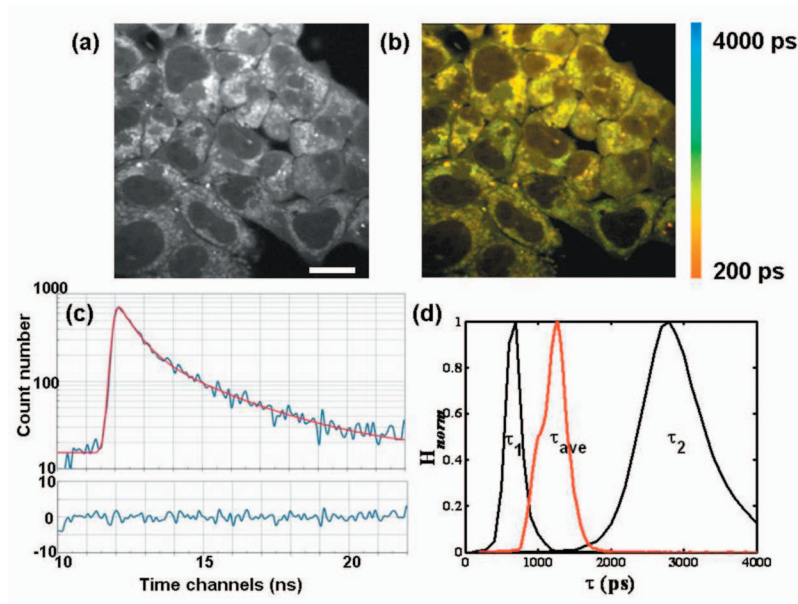 (a)
(b)
4000 ps
200 ps
(c)
1000
100
10
Count number
10
0
-10
10
15
20
Time channels (ns)
(d)
1
0.8
0.6
0.4
0.2
0
Hnorm
τ1
τave
τ2
0
1000
2000
3000
4000
τ (ps)